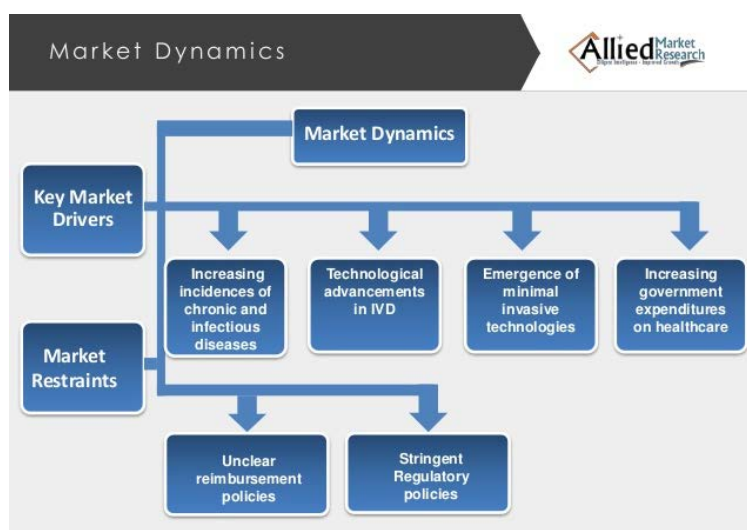 Market Dynamics
Allied Market
Research
Market Dynamics
Key Market
Drivers
Increasing
incidences of
chronic and
infectious
diseases
Technological
advancements
in IVD
Emergence of
minimal
invasive
technologies
Increasing
government
expenditures
on healthcare
Market
Restraints
Unclear
reimbursement
policies
Stringent
Regulatory
policies